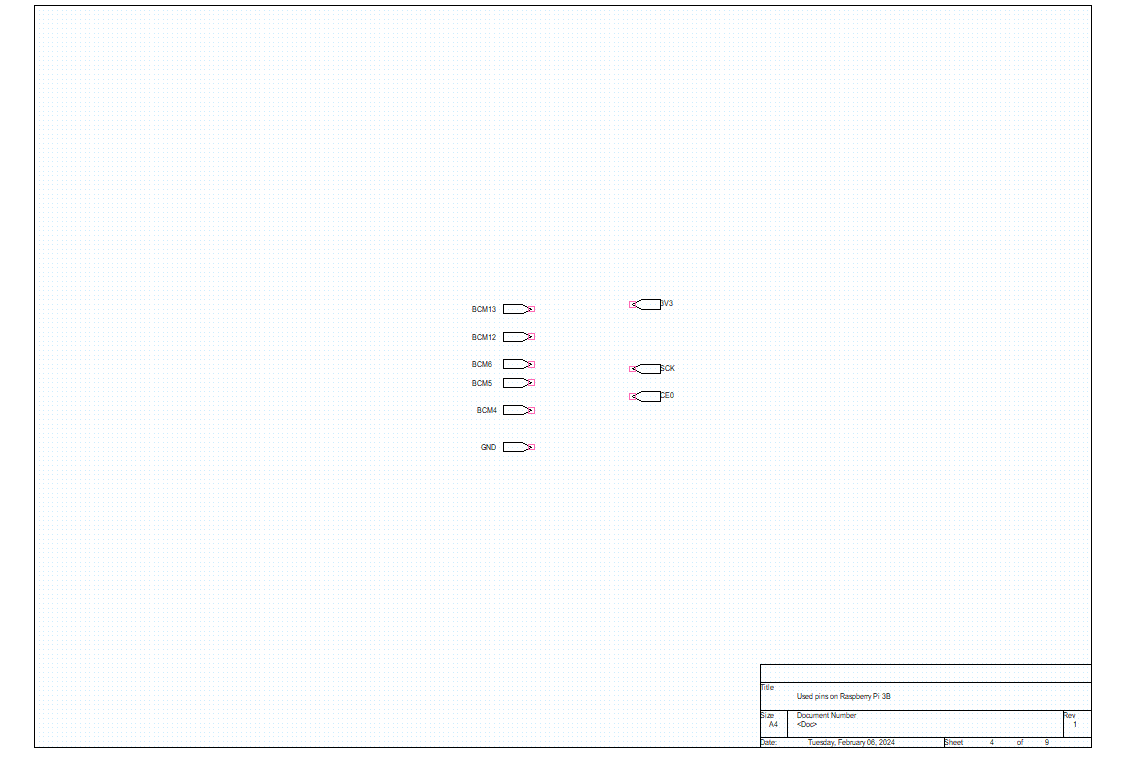 BCM13
3V3
BCM12
BCM6
SCK
BCM5
CE0
BCM4
GND
Title
Used pins on Raspberry Pi 3B
Size Document Number Rev
A4 <Doc> 1
Date: Tuesday, February 06, 2024 Sheet 4 of 9